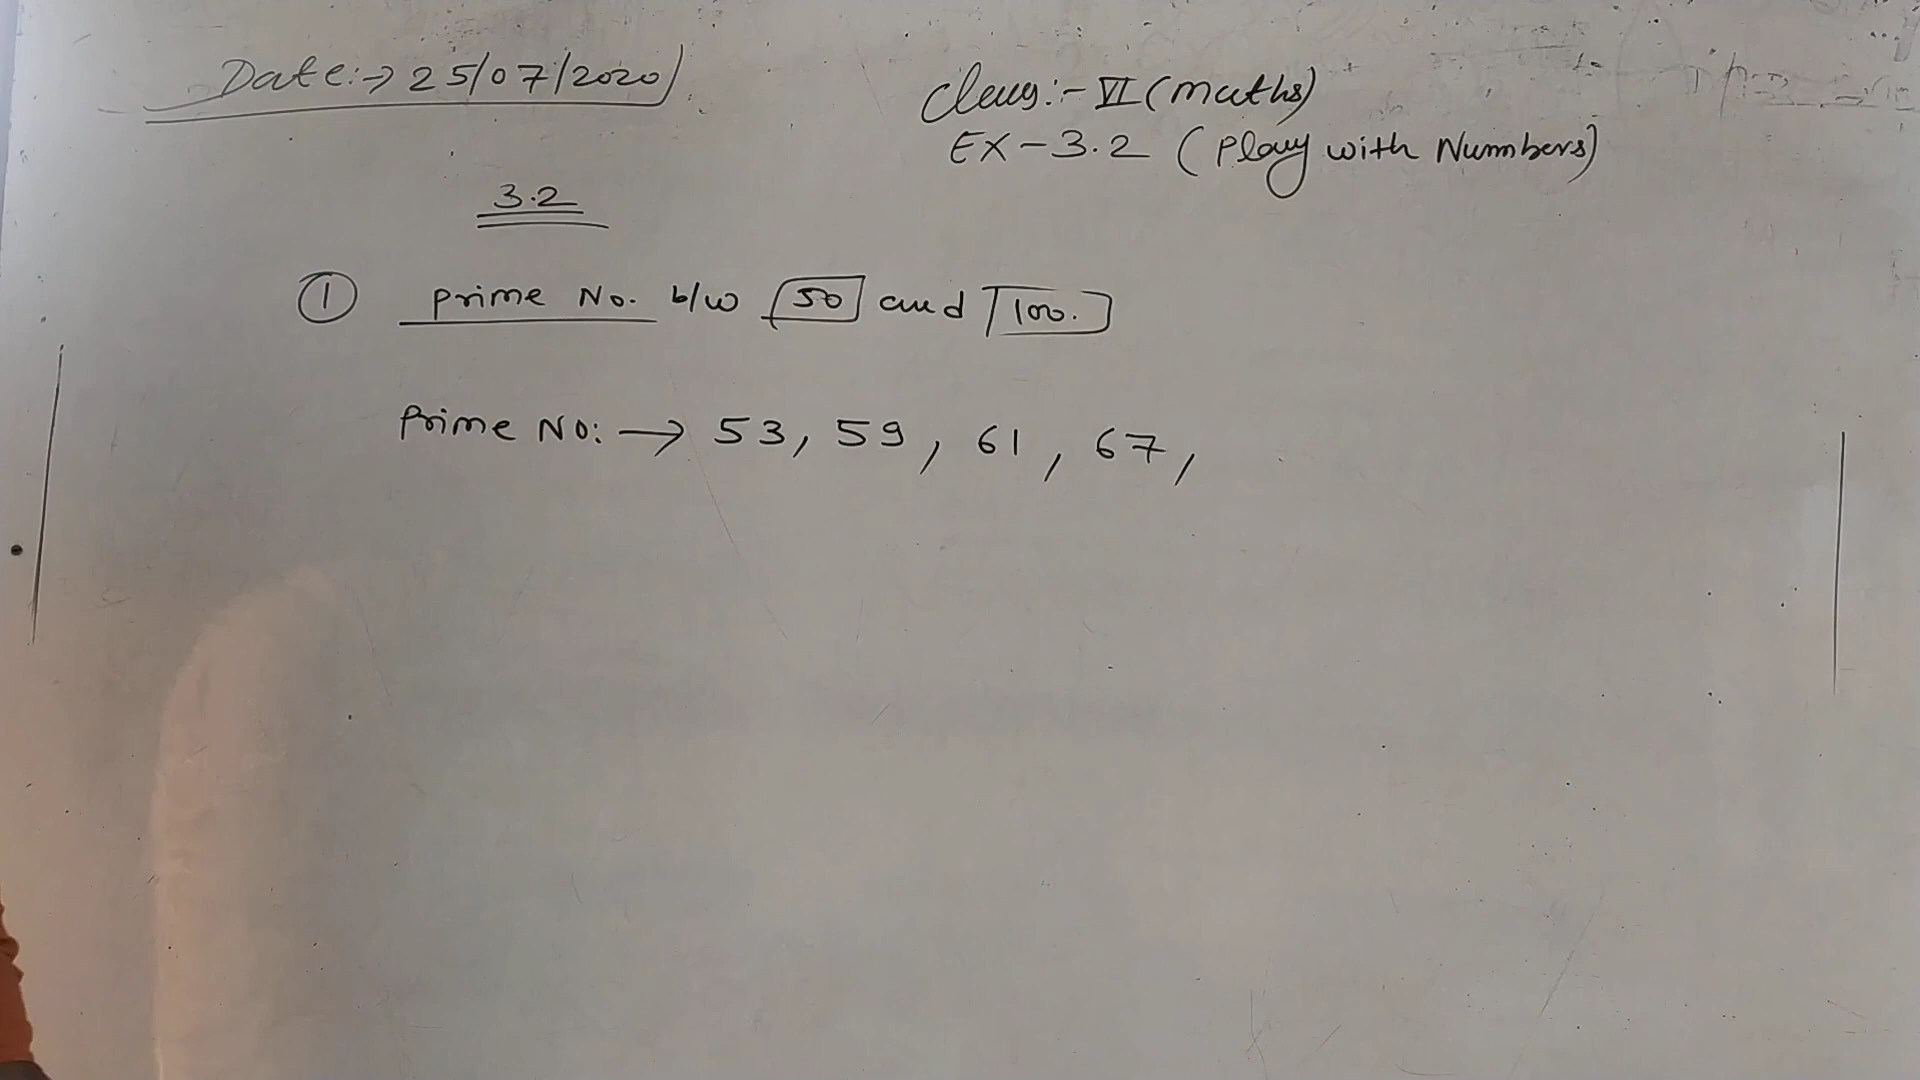 Date:→ 25/07/2020
Class:- VI (maths)
EX-3.2 (Play with Numbers)
3.2
① Prime No. b/w 50 and 100.
Prime No: → 53, 59, 61, 67,